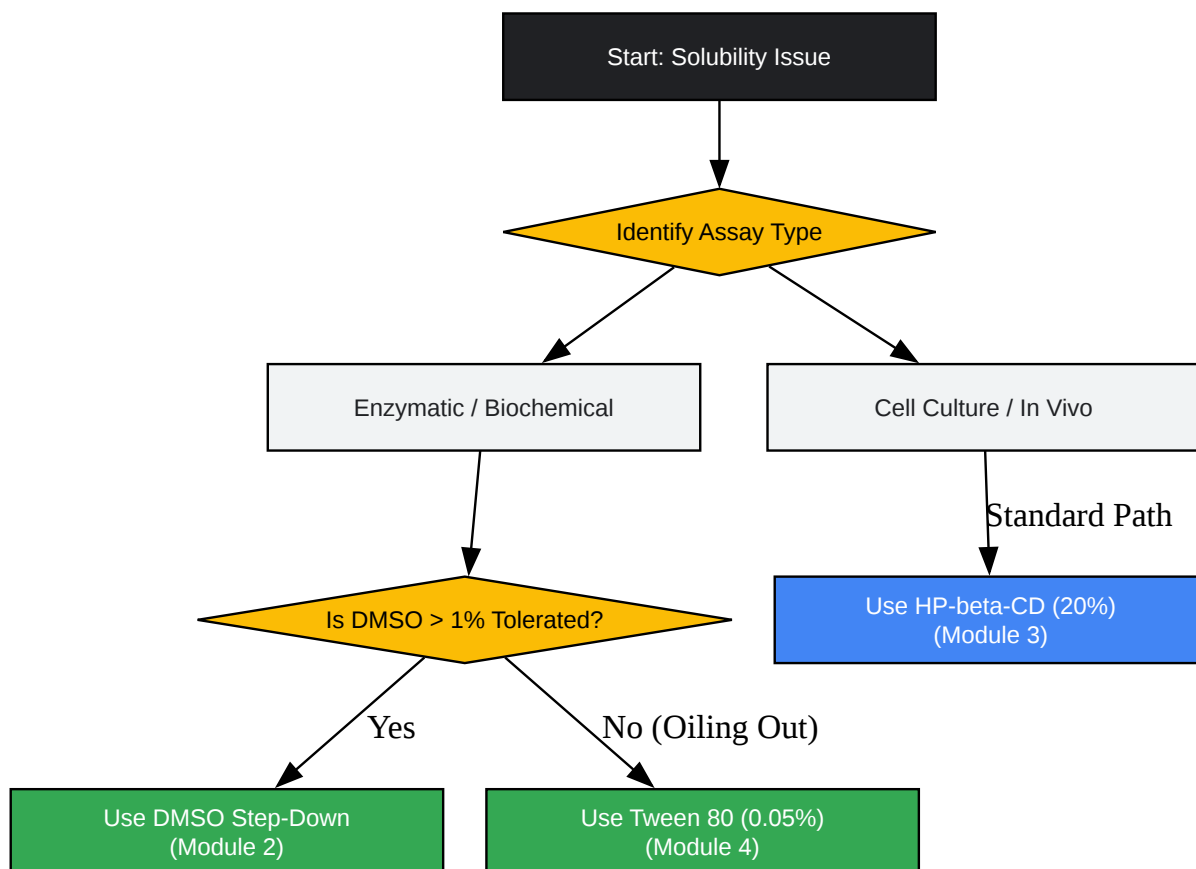 Start: Solubility Issue
Identify Assay Type
Enzymatic / Biochemical
Cell Culture / In Vivo
Standard Path
Is DMSO > 1% Tolerated?
Use HP-beta-CD (20%)
(Module 3)
Yes
No (Oiling Out)
Use DMSO Step-Down
(Module 2)
Use Tween 80 (0.05%)
(Module 4)